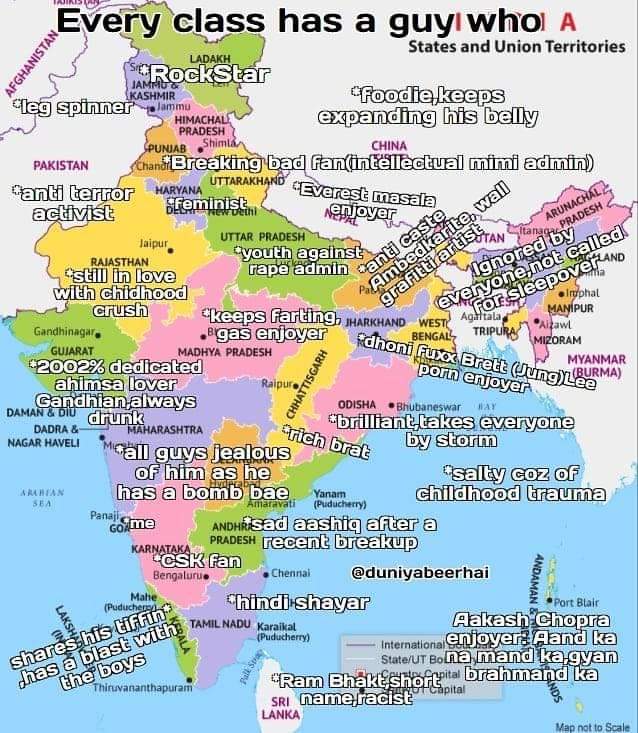 Every class has a guy who
A
States and Union Territories
AFGHANISTAN
LADAKH
*RockStar
JAMMU &
KASHMIR
Jammu
*leg spinner
*foodie,keeps
expanding his belly
HIMACHAL
PRADESH
Shimla
PUNJAB
CHINA
*Breaking bad fan(intellectual mimi admin)
PAKISTAN
UTTARAKHAND
HARYANA
*anti terror
activist
*feminist
DELHI
New Delhi
*Everest masala
enjoyer
NEPAL
ARUNACHAL
PRADESH
Itanagar
Jaipur
UTTAR PRADESH
RAJASTHAN
*youth against
rape admin
*anti caste
Ambedkarite, wall
grafitti artist
Ignored by
everyone,not called
for sleepover
*still in love
with chidhood
crush
Imphal
MANIPUR
Agartala
TRIPURA
Aizawl
MIZORAM
Gandhinagar
GUJARAT
*keeps farting,
gas enjoyer
JHARKHAND
WEST
BENGAL
MADHYA PRADESH
MYANMAR
(BURMA)
*dhoni fuxx Brett (Jung)Lee
porn enjoyer
*2002% dedicated
ahimsa lover
Gandhian,always
drunk
Raipur
CHHATTISGARH
DAMAN & DIU
DADRA &
NAGAR HAVELI
ODISHA
Bhubaneswar
BAY
MAHARASHTRA
*rich brat
*brilliant,takes everyone
by storm
*all guys jealous
of him as he
has a bomb bae
Hyderabad
*salty coz of
childhood trauma
ARABIAN
SEA
Amaravati
Yanam
(Puducherry)
Panaji
GOA
*me
ANDHRA
PRADESH
*sad aashiq after a
recent breakup
KARNATAKA
*CSK fan
Bengaluru
Chennai
@duniyabeerhai
ANDAMAN &
Port Blair
Mahe
(Puducherry)
*hindi shayar
TAMIL NADU
Karaikal
(Puducherry)
KERALA
shares his tiffin*
,has a blast with
the boys
Aakash Chopra
enjoyer: Aand ka
na,mand ka,gyan
brahmand ka
International
State/UT
Capital
Capital
Thiruvananthapuram
*Ram Bhakt,short
name,racist
SRI
LANKA
Map not to Scale